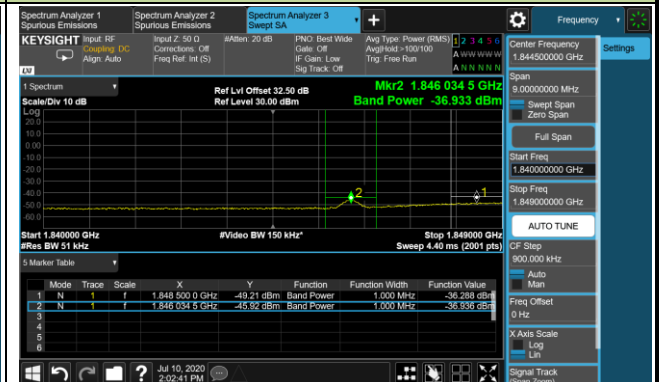 Spectrum Analyzer 1
Spurious Emissions
Spectrum Analyzer 2
Spurious Emissions
Spectrum Analyzer 3
Swept SA
Frequency
KEYSIGHT
Input: RF
Coupling: DC
Align: Auto
Input Z: 50 Ω
Corrections: Off
Freq Ref: Int (S)
#Atten: 20 dB
PNO: Best Wide
Gate: Off
IF Gain: Low
Sig Track: Off
Avg Type: Power (RMS)
Avg|Hold:>100/100
Trig: Free Run
1 2 3 4 5 6
A W W W W W
A N N N N N
LXI
1 Spectrum
Scale/Div 10 dB
Ref Lvl Offset 32.50 dB
Ref Level 30.00 dBm
Mkr2 1.846 034 5 GHz
Band Power -36.933 dBm
Log
20.0
10.0
0.00
-10.0
-20.0
-30.0
-40.0
-50.0
-60.0
2
1
Start 1.840000 GHz
#Video BW 150 kHz*
Stop 1.849000 GHz
#Res BW 51 kHz
Sweep 4.40 ms (2001 pts)
5 Marker Table
Mode Trace Scale X Y Function Function Width Function Value
1 N 1 f 1.848 500 0 GHz -49.21 dBm Band Power 1.000 MHz -36.288 dBm
2 N 1 f 1.846 034 5 GHz -45.92 dBm Band Power 1.000 MHz -36.936 dBm
3
4
5
6
Jul 10, 2020
2:02:41 PM
Settings
Center Frequency
1.844500000 GHz
Span
9.00000000 MHz
Swept Span
Zero Span
Full Span
Start Freq
1.840000000 GHz
Stop Freq
1.849000000 GHz
AUTO TUNE
CF Step
900.000 kHz
Auto
Man
Freq Offset
0 Hz
X Axis Scale
Log
Lin
Signal Track
(Span Zoom)